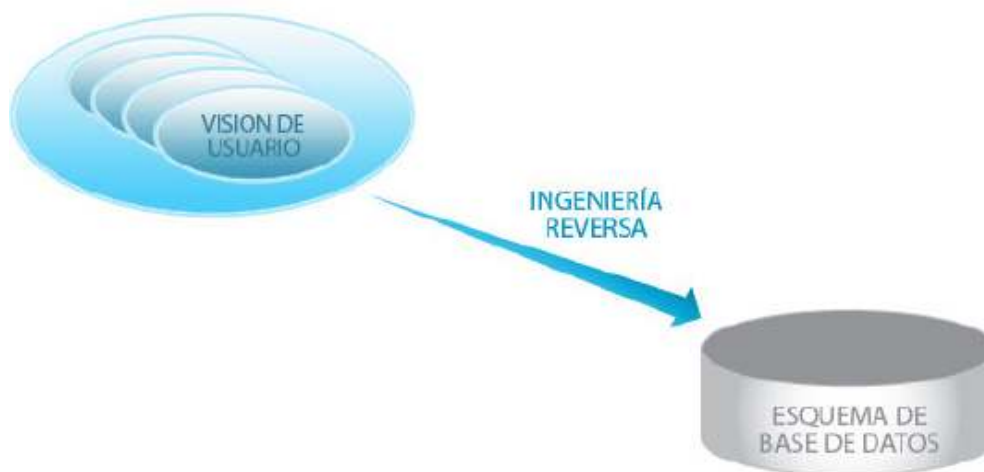 VISION DE
USUARIO
INGENIERÍA
REVERSA
ESQUEMA DE
BASE DE DATOS